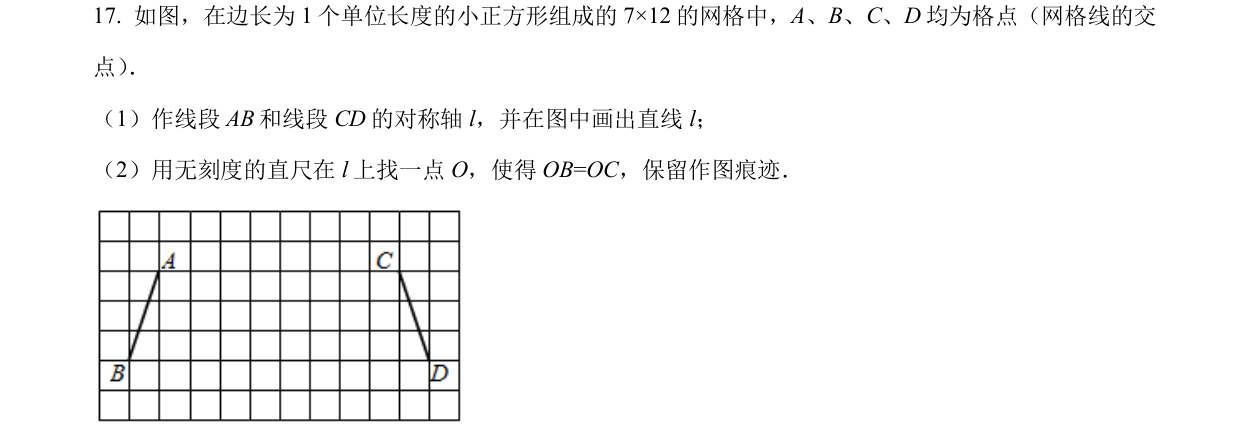 17. 如图，在边长为 1 个单位长度的小正方形组成的 7×12 的网格中，A、B、C、D 均为格点（网格线的交
点）.
（1）作线段 AB 和线段 CD 的对称轴 l，并在图中画出直线 l；
（2）用无刻度的直尺在 l 上找一点 O，使得 OB=OC，保留作图痕迹．
A
C
B
D